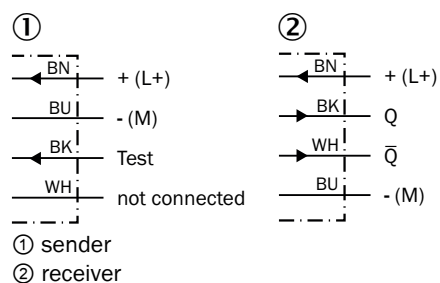 ①
BN + (L+)
BU - (M)
BK Test
WH not connected
②
BN + (L+)
BK Q
WH Q̅
BU - (M)
① sender
② receiver